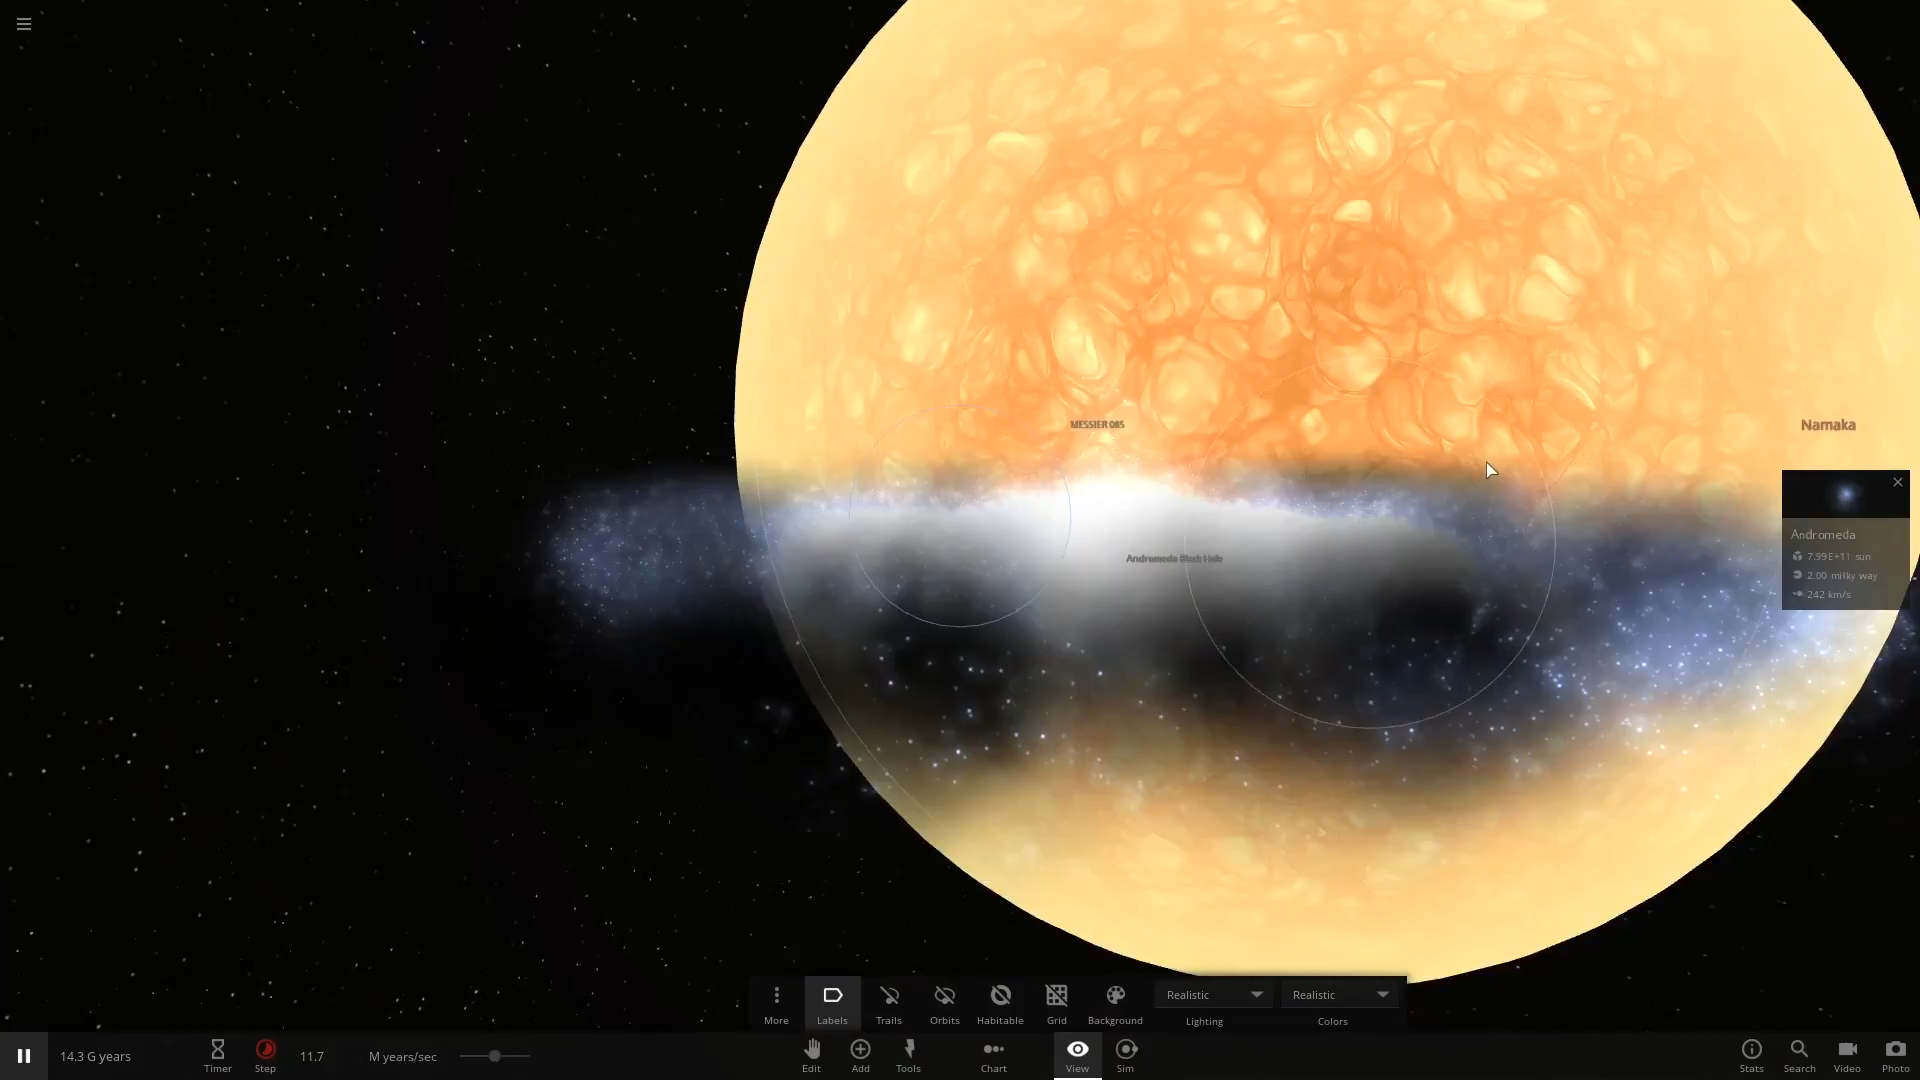 MESSIER 085
Namaka
Andromeda Black Hole
Andromeda
7.99E+11 sun
2.00 milky way
242 km/s
More
Labels
Trails
Orbits
Habitable
Grid
Background
Realistic
Lighting
Realistic
Colors
14.3 G years
Timer
Step
11.7
M years/sec
Edit
Add
Tools
Chart
View
Sim
Stats
Search
Video
Photo